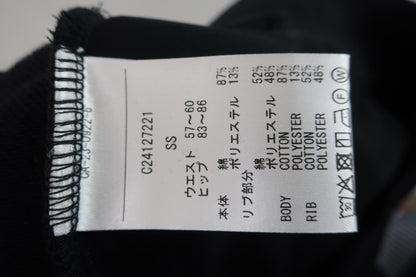 C24127221
SS
ウエスト 57~60
ヒップ 83~86
本体 綿 87%
ポリエステル 13%
リブ部分 綿 52%
ポリエステル 48%
BODY COTTON 87%
POLYESTER 13%
RIB COTTON 52%
POLYESTER 48%